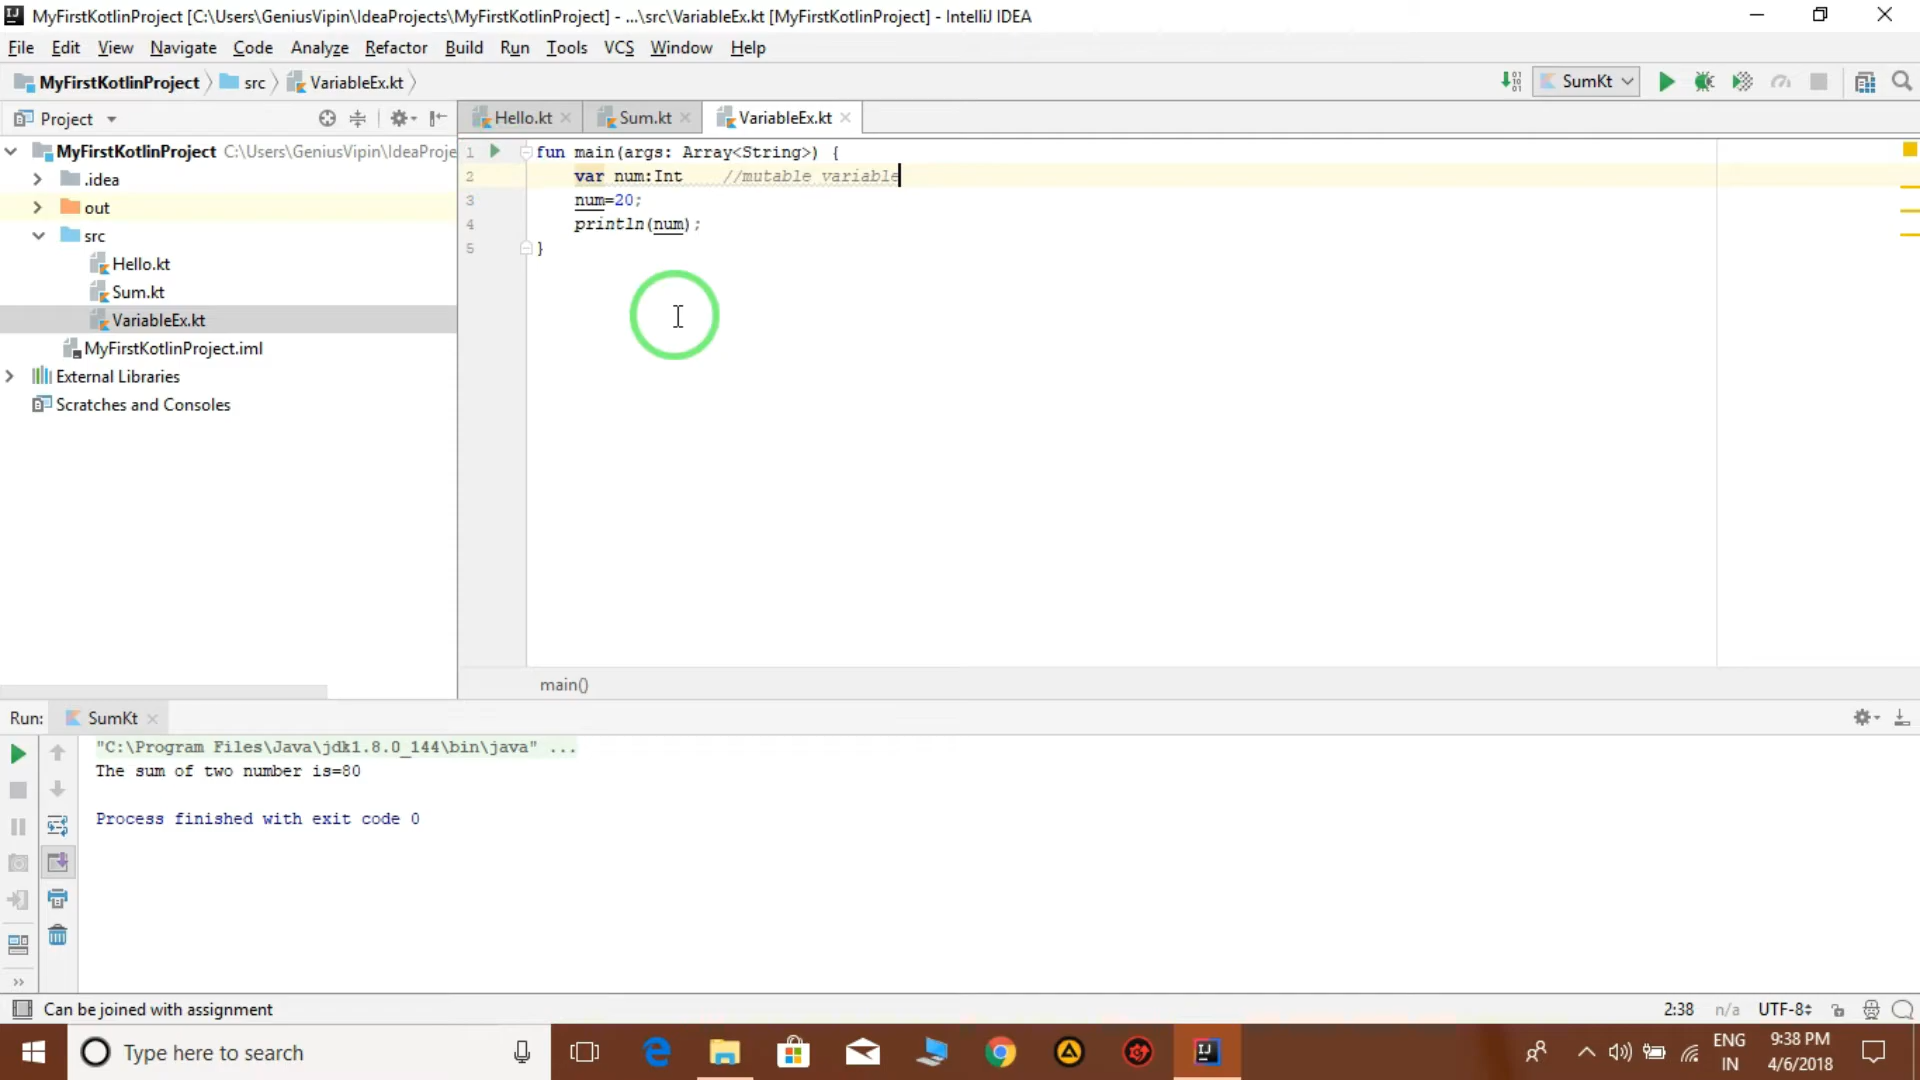 MyFirstKotlinProject [C:\Users\GeniusVipin\IdeaProjects\MyFirstKotlinProject] - ...\src\VariableEx.kt [MyFirstKotlinProject] - IntelliJ IDEA
File Edit View Navigate Code Analyze Refactor Build Run Tools VCS Window Help
MyFirstKotlinProject src VariableEx.kt SumKt
Project Hello.kt Sum.kt VariableEx.kt
MyFirstKotlinProject C:\Users\GeniusVipin\IdeaProje
.idea
out
src
Hello.kt
Sum.kt
VariableEx.kt
MyFirstKotlinProject.iml
External Libraries
Scratches and Consoles
1 fun main(args: Array<String>) {
2 var num:Int //mutable variable
3 num=20;
4 println(num);
5 }
main()
Run: SumKt
"C:\Program Files\Java\jdk1.8.0_144\bin\java" ...
The sum of two number is=80
Process finished with exit code 0
Can be joined with assignment 2:38 n/a UTF-8
Type here to search
ENG
IN
9:38 PM
4/6/2018